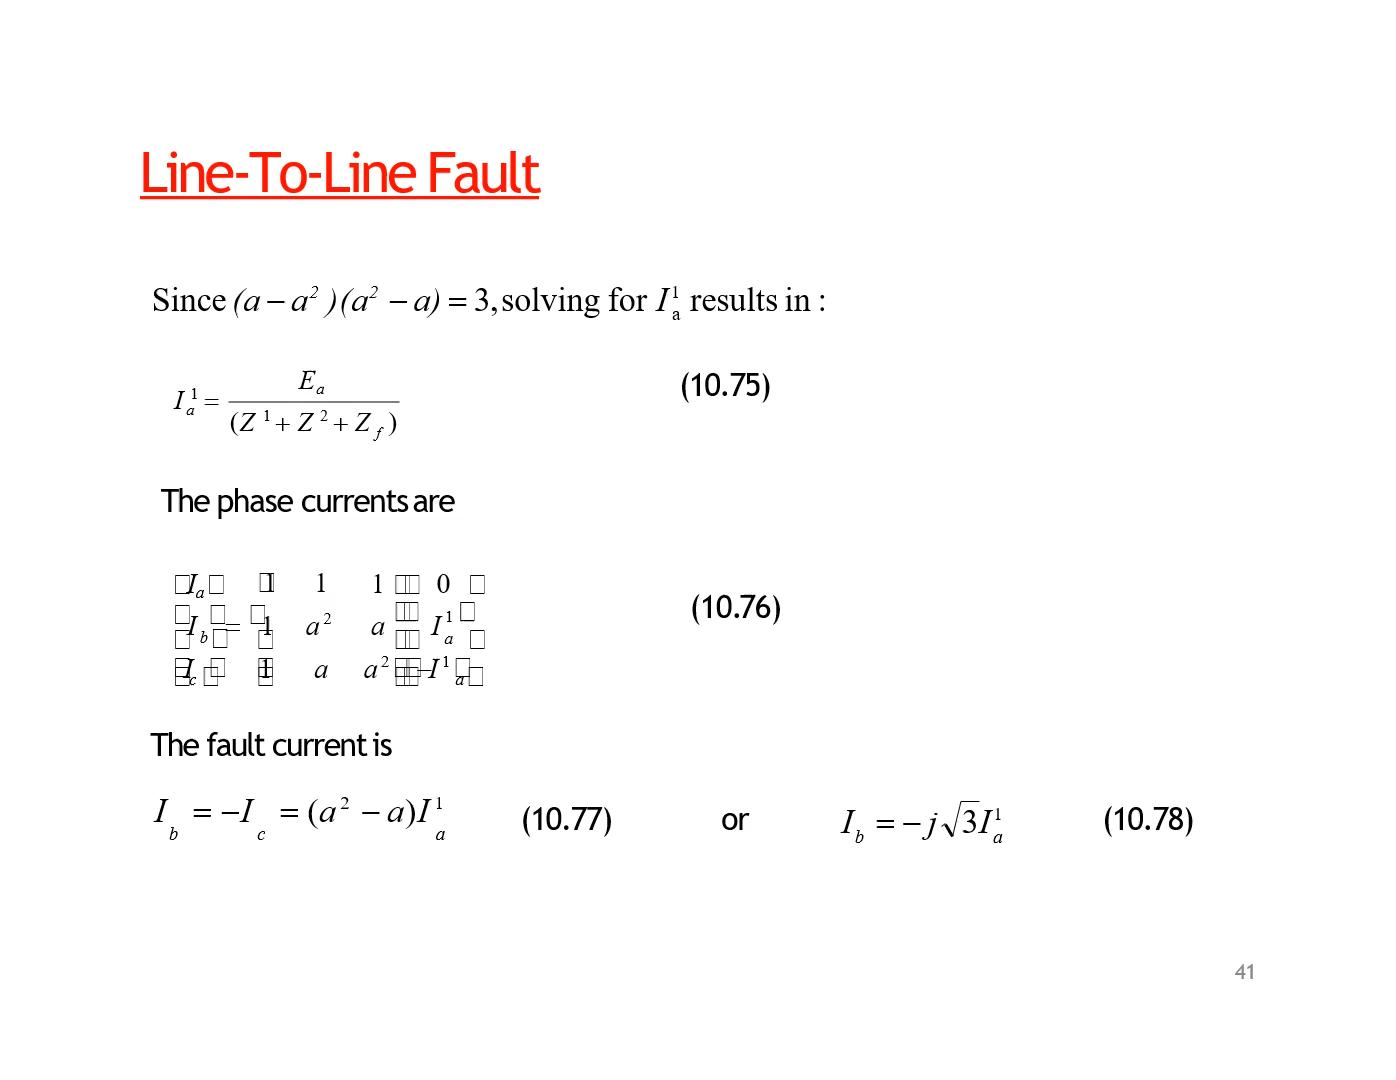 Line-To-Line Fault
Since (a − a² )(a² − a) = 3, solving for I¹ₐ results in :
I¹ₐ = Eₐ / (Z ¹ + Z ² + Z f )    (10.75)
The phase currents are
Iₐ    1    1    1    0
I b = 1    a²    a    I¹ₐ    (10.76)
I c    1    a    a²    −I¹ₐ
The fault current is
I b = −I c = (a² − a)I¹ₐ    (10.77)    or    I b = −j√3I¹ₐ    (10.78)
41